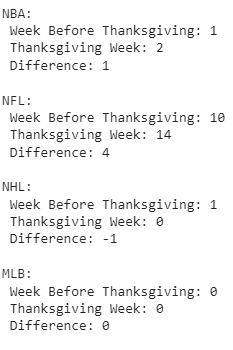 NBA:
Week Before Thanksgiving: 1
Thanksgiving Week: 2
Difference: 1
NFL:
Week Before Thanksgiving: 10
Thanksgiving Week: 14
Difference: 4
NHL:
Week Before Thanksgiving: 1
Thanksgiving Week: 0
Difference: -1
MLB:
Week Before Thanksgiving: 0
Thanksgiving Week: 0
Difference: 0